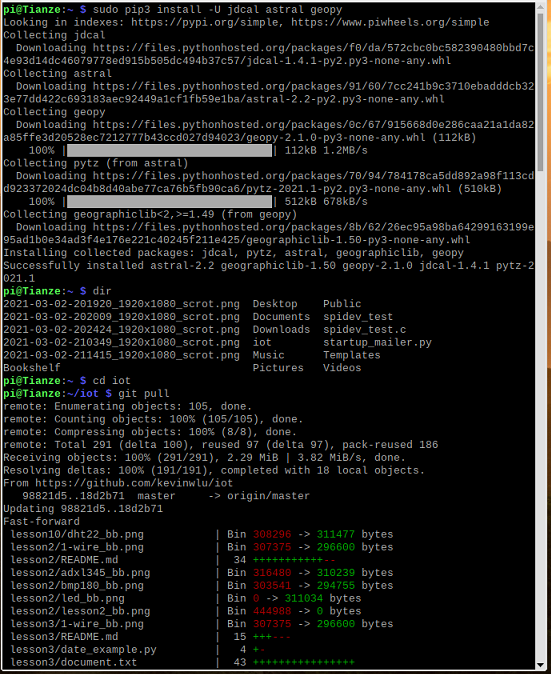 pi@Tianze:~ $ sudo pip3 install -U jdcal astral geopy
Looking in indexes: https://pypi.org/simple, https://www.piwheels.org/simple
Collecting jdcal
  Downloading https://files.pythonhosted.org/packages/f0/da/572cbc0bc582390480bbd7c
4e93d14dc46079778ed915b505dc494b37c57/jdcal-1.4.1-py2.py3-none-any.whl
Collecting astral
  Downloading https://files.pythonhosted.org/packages/91/60/7cc241b9c3710ebadddcb32
3e77dd422c693183aec92449a1cf1fb59e1ba/astral-2.2-py2.py3-none-any.whl
Collecting geopy
  Downloading https://files.pythonhosted.org/packages/0c/67/915668d0e286caa21a1da82
a85ffe3d20528ec7212777b43ccd027d94023/geopy-2.1.0-py3-none-any.whl (112kB)
    100% |████████████████████████████████| 112kB 1.2MB/s
Collecting pytz (from astral)
  Downloading https://files.pythonhosted.org/packages/70/94/784178ca5dd892a98f113cd
d923372024dc04b8d40abe77ca76b5fb90ca6/pytz-2021.1-py2.py3-none-any.whl (510kB)
    100% |████████████████████████████████| 512kB 678kB/s
Collecting geographiclib<2,>=1.49 (from geopy)
  Downloading https://files.pythonhosted.org/packages/8b/62/26ec95a98ba64299163199e
95ad1b0e34ad3f4e176e221c40245f211e425/geographiclib-1.50-py3-none-any.whl
Installing collected packages: jdcal, pytz, astral, geographiclib, geopy
Successfully installed astral-2.2 geographiclib-1.50 geopy-2.1.0 jdcal-1.4.1 pytz-2
021.1
pi@Tianze:~ $ dir
2021-03-02-201920_1920x1080_scrot.png  Desktop    Public
2021-03-02-202009_1920x1080_scrot.png  Documents  spidev_test
2021-03-02-202424_1920x1080_scrot.png  Downloads  spidev_test.c
2021-03-02-210349_1920x1080_scrot.png  iot        startup_mailer.py
2021-03-02-211415_1920x1080_scrot.png  Music      Templates
Bookshelf                              Pictures   Videos
pi@Tianze:~ $ cd iot
pi@Tianze:~/iot $ git pull
remote: Enumerating objects: 105, done.
remote: Counting objects: 100% (105/105), done.
remote: Compressing objects: 100% (8/8), done.
remote: Total 291 (delta 100), reused 97 (delta 97), pack-reused 186
Receiving objects: 100% (291/291), 2.29 MiB | 3.82 MiB/s, done.
Resolving deltas: 100% (191/191), completed with 18 local objects.
From https://github.com/kevinwlu/iot
   98821d5..18d2b71  master     -> origin/master
Updating 98821d5..18d2b71
Fast-forward
 lesson10/dht22_bb.png           | Bin 308296 -> 311477 bytes
 lesson2/1-wire_bb.png           | Bin 307375 -> 296600 bytes
 lesson2/README.md               |  34 +++++++++++--
 lesson2/adxl345_bb.png          | Bin 316480 -> 310239 bytes
 lesson2/bmp180_bb.png           | Bin 303541 -> 294755 bytes
 lesson2/led_bb.png              | Bin 0 -> 311034 bytes
 lesson2/lesson2_bb.png          | Bin 444988 -> 0 bytes
 lesson3/1-wire_bb.png           | Bin 307375 -> 296600 bytes
 lesson3/README.md               |  15 +++---
 lesson3/date_example.py         |   4 +-
 lesson3/document.txt            |  43 ++++++++++++++++